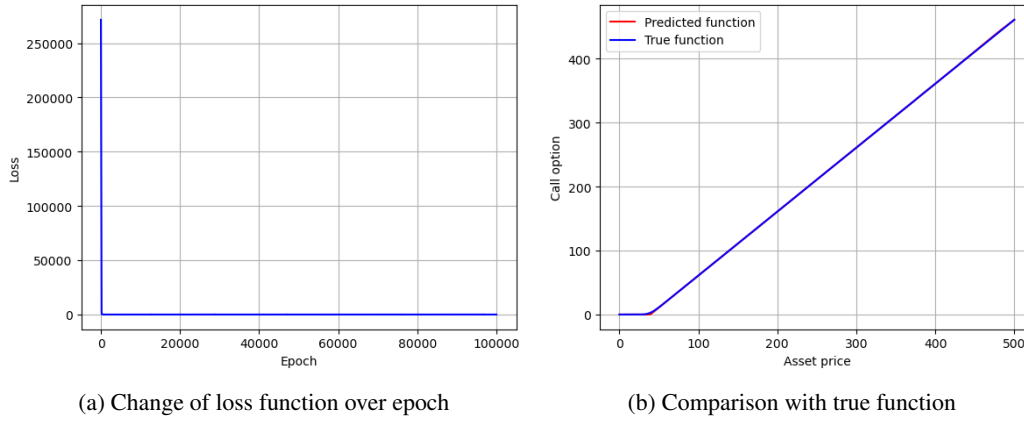 250000
200000
150000
100000
50000
0
Loss
0 20000 40000 60000 80000 100000
Epoch
(a) Change of loss function over epoch
Predicted function
True function
400
300
200
100
0
Call option
0 100 200 300 400 500
Asset price
(b) Comparison with true function